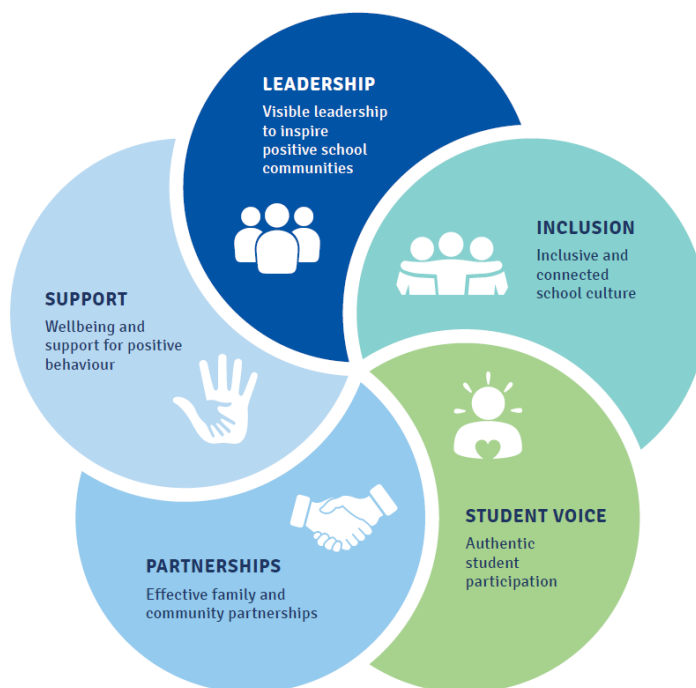 LEADERSHIP
Visible leadership
to inspire
positive school
communities
INCLUSION
Inclusive and
connected
school culture
STUDENT VOICE
Authentic
student
participation
PARTNERSHIPS
Effective family and
community partnerships
SUPPORT
Wellbeing and
support for positive
behaviour